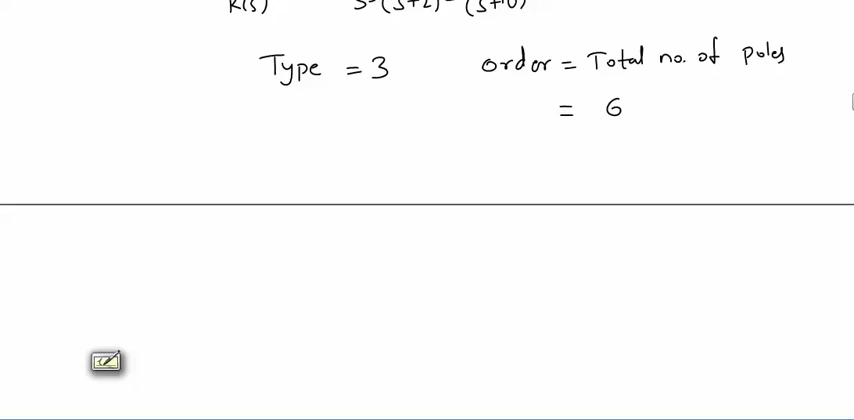 Type = 3 order = Total no. of poles
= 6